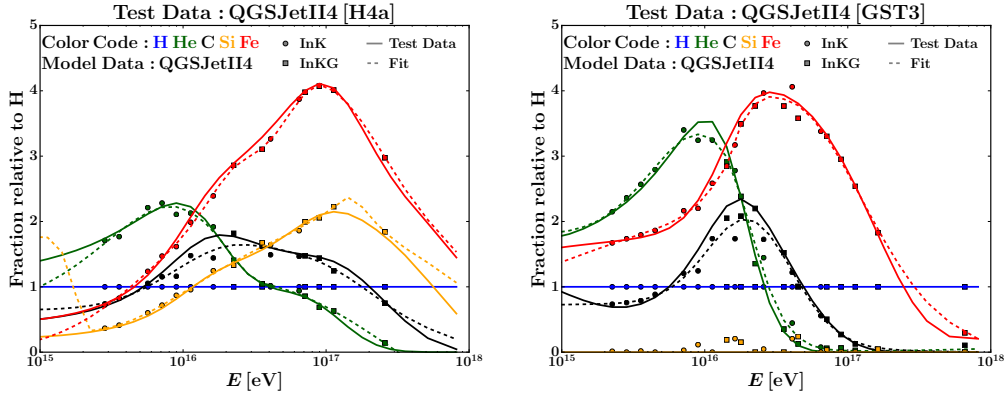 Test Data : QGSJetII4 [H4a]
Color Code : H He C Si Fe
Model Data : QGSJetII4
InK
InKG
Test Data
Fit
Fraction relative to H
5
4
3
2
1
0
10^15
10^16
10^17
10^18
E [eV]
Test Data : QGSJetII4 [GST3]
Color Code : H He C Si Fe
Model Data : QGSJetII4
InK
InKG
Test Data
Fit
Fraction relative to H
5
4
3
2
1
0
10^15
10^16
10^17
10^18
E [eV]